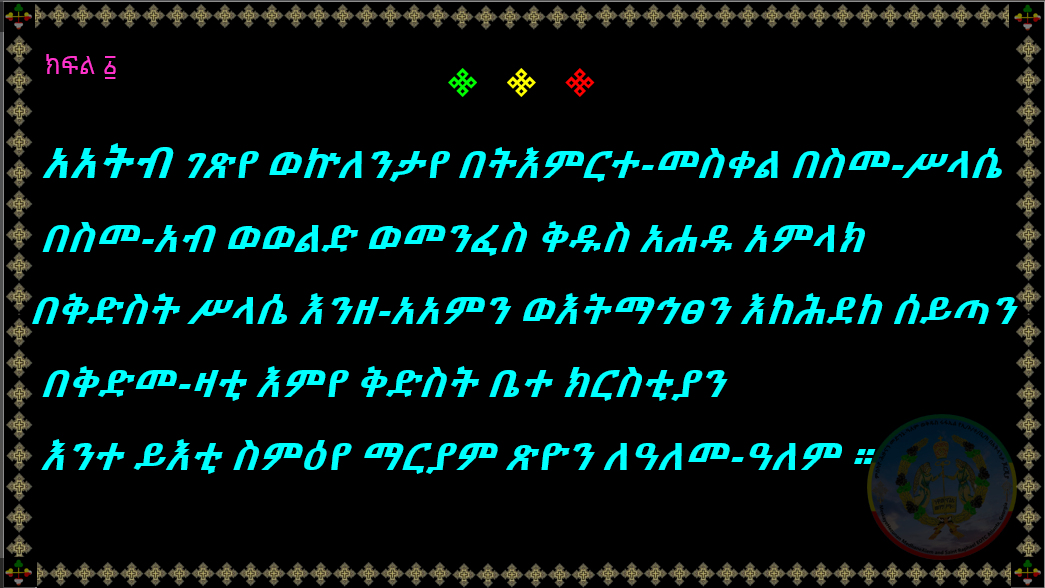 ክፍል ፩
አአትብ ገጽየ ወኵለንታየ በትእምርተ-መስቀል በስመ-ሥላሴ
በስመ-አብ ወወልድ ወመንፈስ ቅዱስ አሐዱ አምላክ
በቅድስት ሥላሴ እንዘ-አአምን ወእትማኅፀን እክሕደከ ሰይጣን
በቅድመ-ዛቲ እምየ ቅድስት ቤተ ክርስቲያን
እንተ ይእቲ ስምዕየ ማርያም ጽዮን ለዓለመ-ዓለም ፡፡